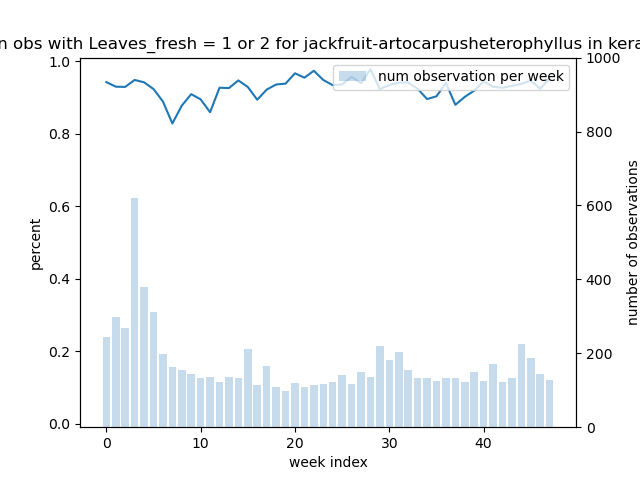 n obs with Leaves_fresh = 1 or 2 for jackfruit-artocarpusheterophyllus in kera
num observation per week
1.0
0.8
0.6
0.4
0.2
0.0
percent
1000
800
600
400
200
0
number of observations
0 10 20 30 40
week index